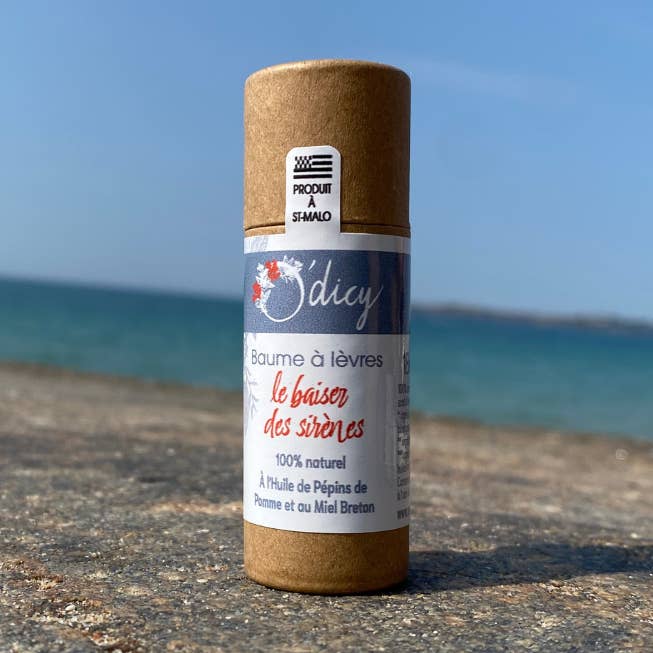 PRODUIT
À
ST-MALO
O'dicy
Baume à lèvres
le baiser
des sirènes
100% naturel
À l'Huile de Pépins de
Pomme et au Miel Breton